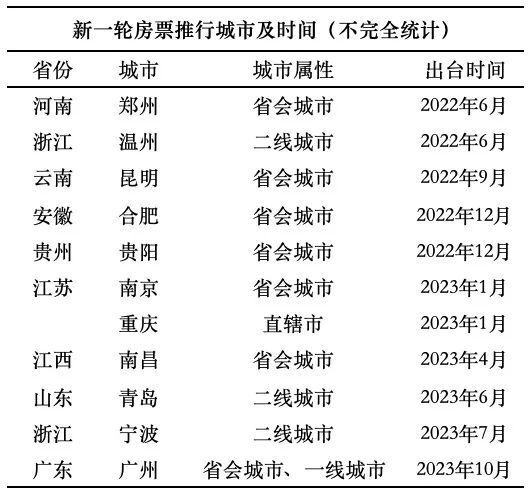 新一轮房票推行城市及时间（不完全统计）
省份 城市 城市属性 出台时间
河南 郑州 省会城市 2022年6月
浙江 温州 二线城市 2022年6月
云南 昆明 省会城市 2022年9月
安徽 合肥 省会城市 2022年12月
贵州 贵阳 省会城市 2022年12月
江苏 南京 省会城市 2023年1月
重庆 直辖市 2023年1月
江西 南昌 省会城市 2023年4月
山东 青岛 二线城市 2023年6月
浙江 宁波 二线城市 2023年7月
广东 广州 省会城市、一线城市 2023年10月